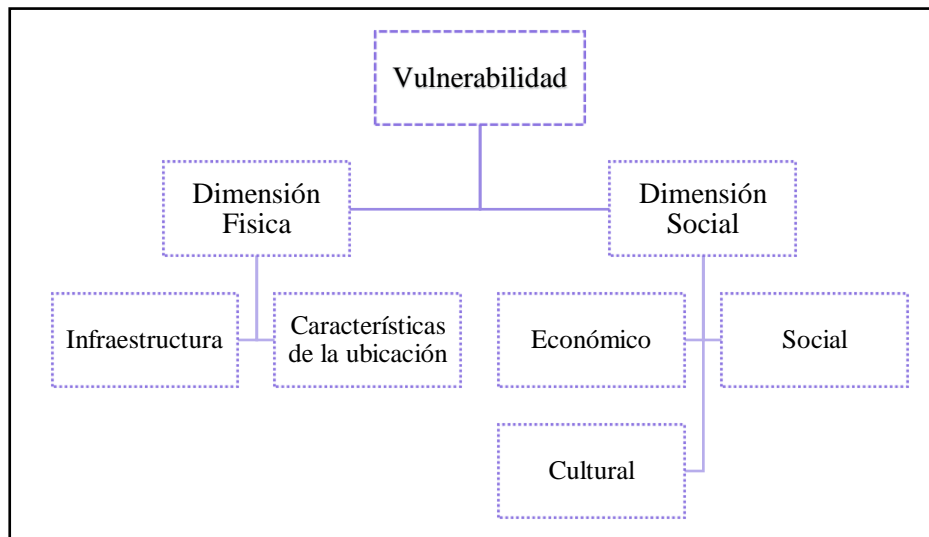 Vulnerabilidad
Dimensión
Fisica
Dimensión
Social
Infraestructura
Características
de la ubicación
Económico
Social
Cultural